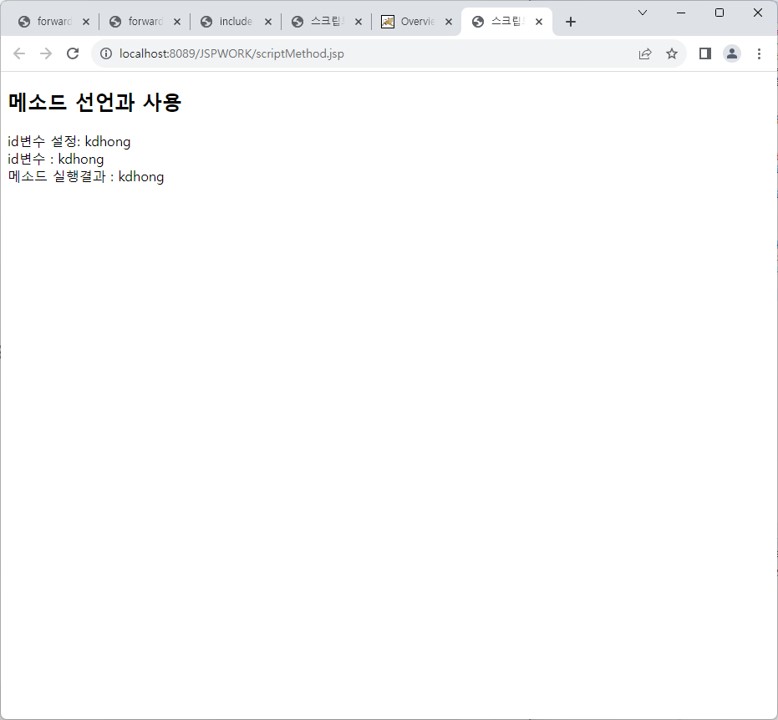 forward
forward
include
스크립
Overvie
스크립
localhost:8089/JSPWORK/scriptMethod.jsp
메소드 선언과 사용
id변수 설정: kdhong
id변수 : kdhong
메소드 실행결과 : kdhong